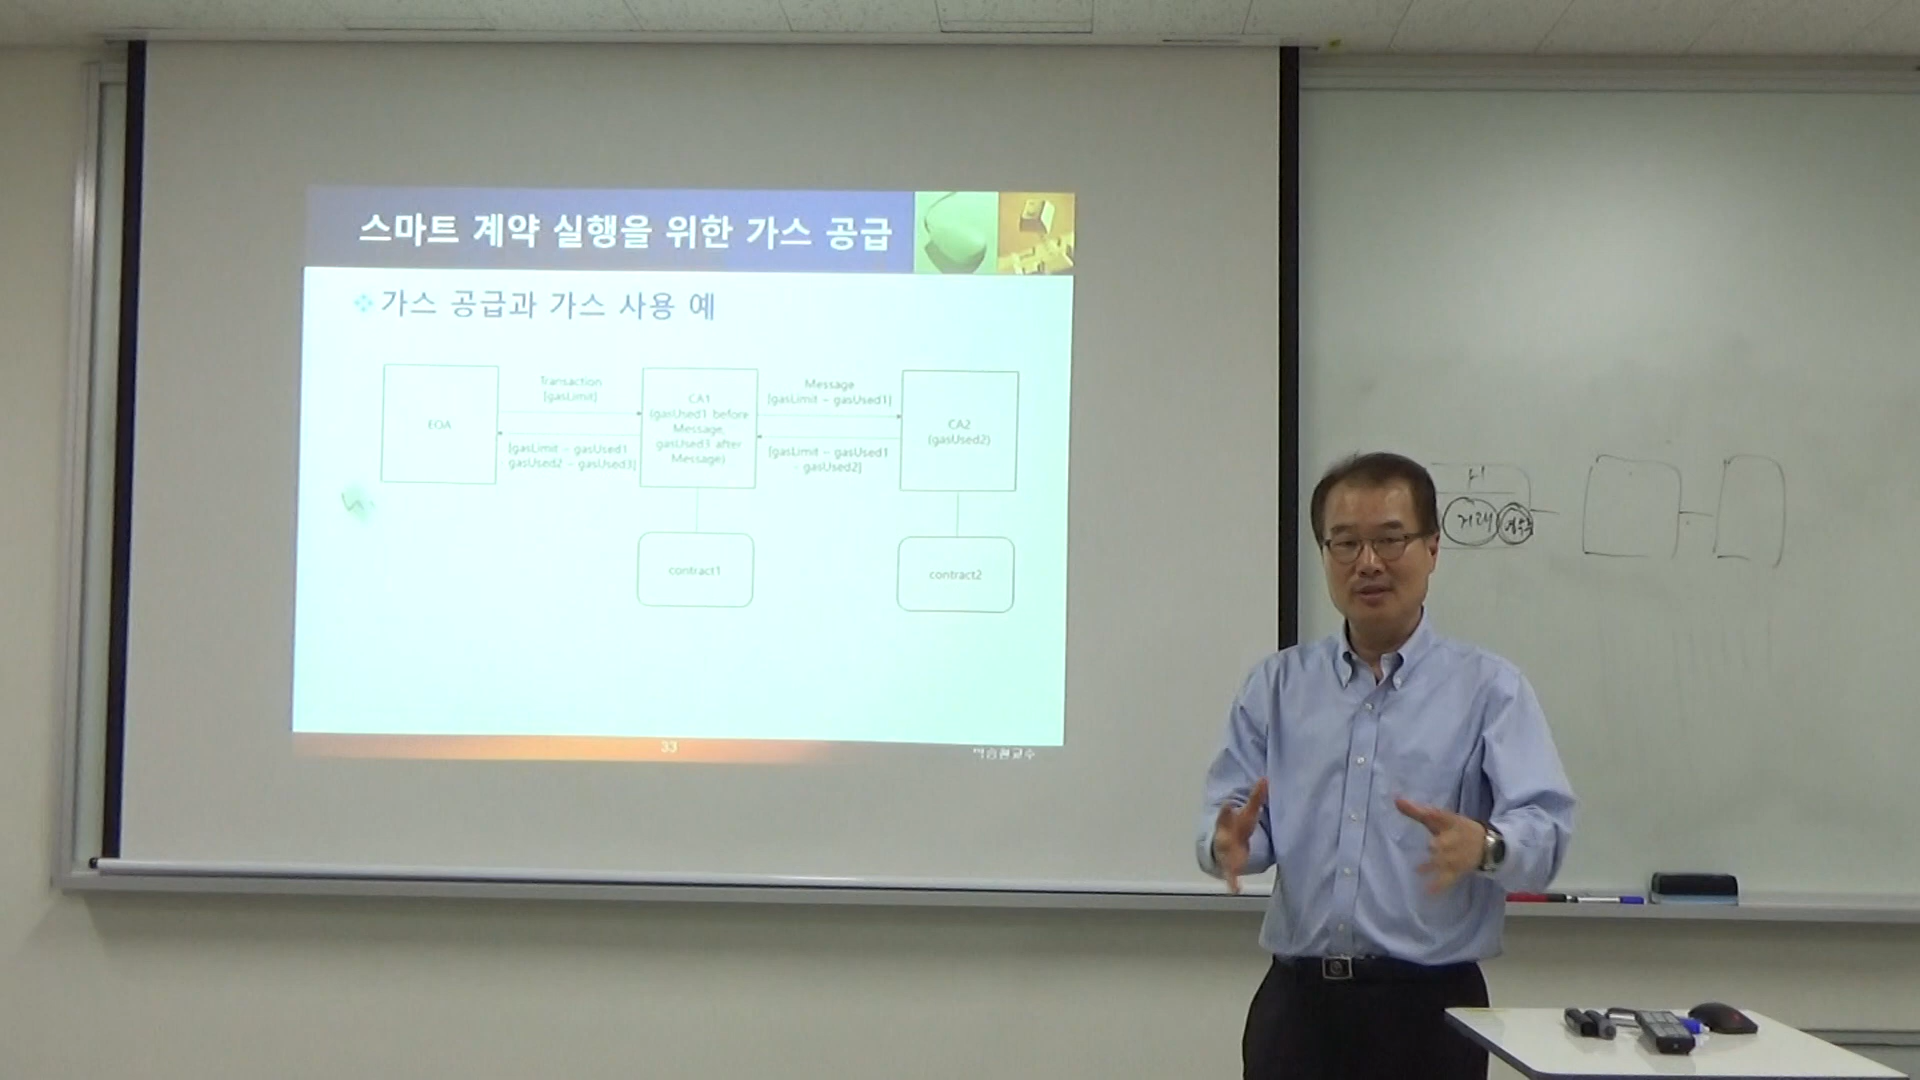 스마트 계약 실행을 위한 가스 공급
가스 공급과 가스 사용 예
EOA
Transaction
[gasLimit]
[gasLimit - gasUsed1
- gasUsed2 - gasUsed3]
CA1
(gasUsed1 before
Message,
gasUsed3 after
Message)
Message
[gasLimit - gasUsed1]
[gasLimit - gasUsed1
- gasUsed2]
CA2
(gasUsed2)
contract1
contract2
33
거래